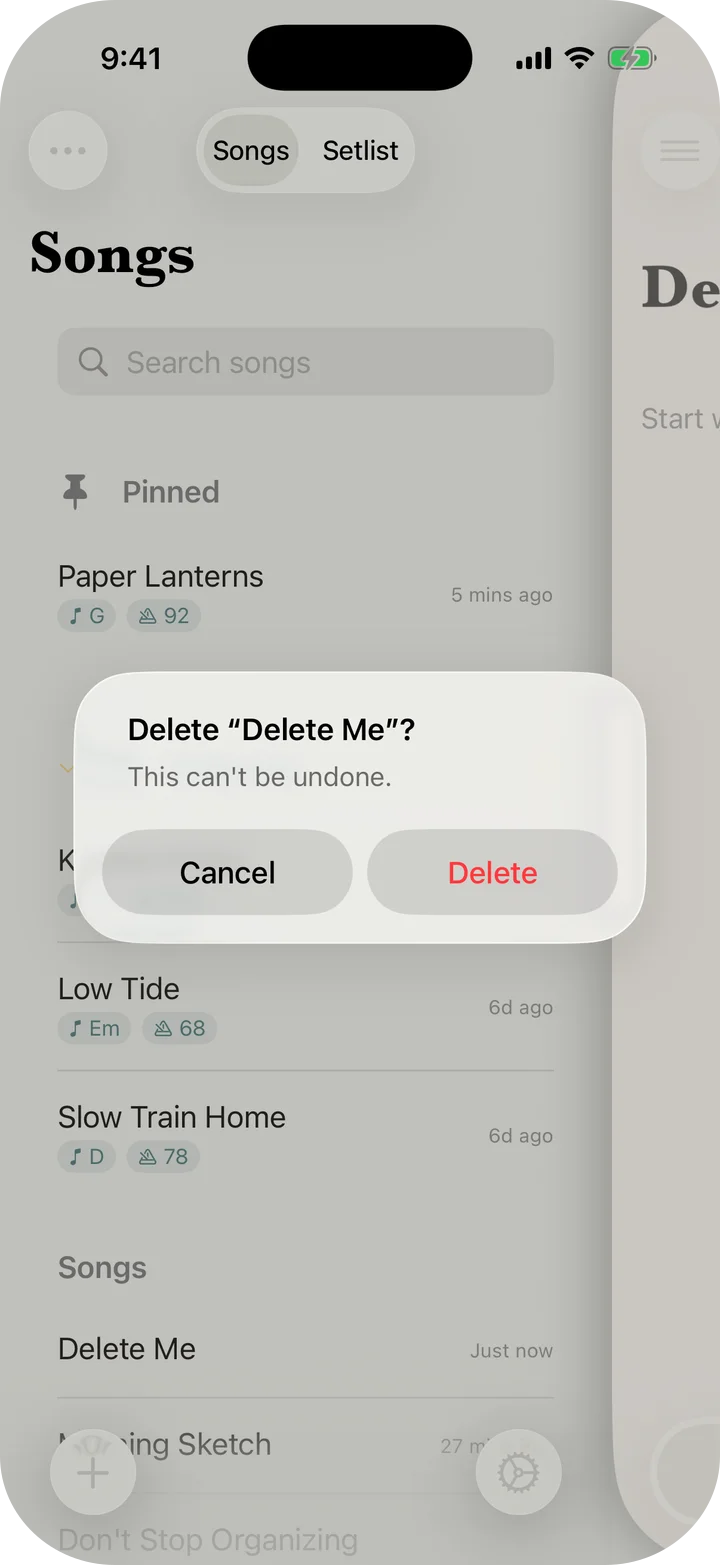 9:41
Songs Setlist
Songs
De
Search songs
Start
Pinned
Paper Lanterns
5 mins ago
G 92
Delete “Delete Me”?
This can't be undone.
Cancel Delete
Low Tide
6d ago
Em 68
Slow Train Home
6d ago
D 78
Songs
Delete Me
Just now
Sketch
27
Don't Stop Organizing